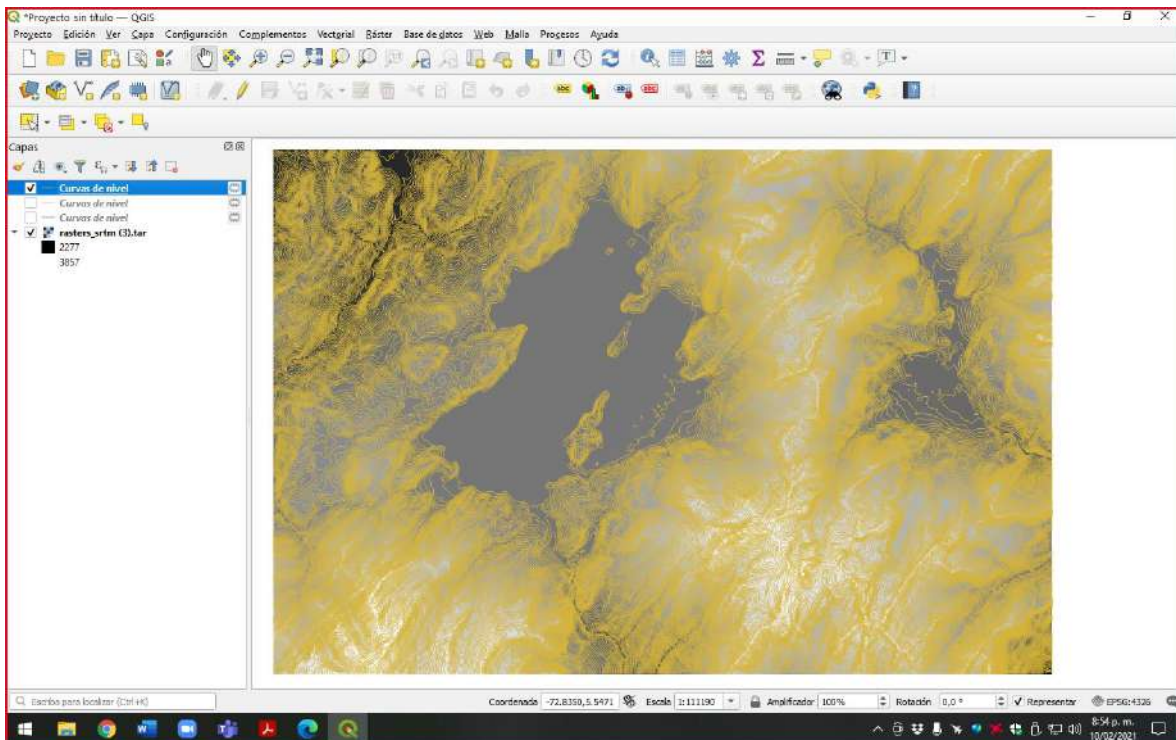 *Proyecto sin título — QGIS
Proyecto Edición Ver Capa Configuración Complementos Vectorial Ráster Base de datos Web Malla Procesos Ayuda
Capas
Curvas de nivel
Curvas de nivel
Curvas de nivel
rasters_srtm (3).tar
2277
3857
Escriba para localizar (Ctrl+K)
Coordenada -72.8350,5.5471 Escala 1:111190 Amplificador 100% Rotación 0,0 ° Representar EPSG:4326
8:54 p. m.
10/02/2021